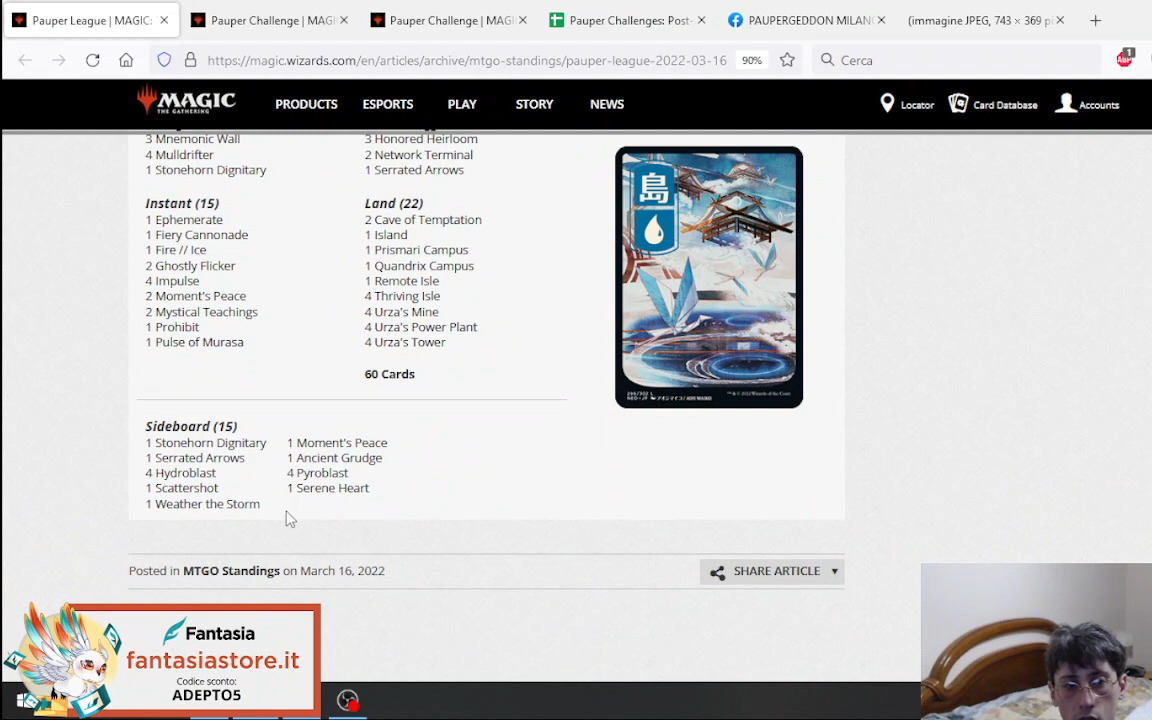 Pauper League | MAGIC:
Pauper Challenge | MAGI
Pauper Challenge | MAGI
Pauper Challenges: Post-
PAUPERGEDDON MILANO
(immagine JPEG, 743 × 369 pi
https://magic.wizards.com/en/articles/archive/mtgo-standings/pauper-league-2022-03-16
90%
Cerca
1
MAGIC
THE GATHERING
PRODUCTS
ESPORTS
PLAY
STORY
NEWS
Locator
Card Database
Accounts
3 Mnemonic Wall
4 Mulldrifter
1 Stonehorn Dignitary
Instant (15)
1 Ephemerate
1 Fiery Cannonade
1 Fire // Ice
2 Ghostly Flicker
4 Impulse
2 Moment's Peace
2 Mystical Teachings
1 Prohibit
1 Pulse of Murasa
3 Honored Heirloom
2 Network Terminal
1 Serrated Arrows
Land (22)
2 Cave of Temptation
1 Island
1 Prismari Campus
1 Quandrix Campus
1 Remote Isle
4 Thriving Isle
4 Urza's Mine
4 Urza's Power Plant
4 Urza's Tower
60 Cards
島
Sideboard (15)
1 Stonehorn Dignitary
1 Serrated Arrows
4 Hydroblast
1 Scattershot
1 Weather the Storm
1 Moment's Peace
1 Ancient Grudge
4 Pyroblast
1 Serene Heart
Posted in MTGO Standings on March 16, 2022
SHARE ARTICLE
Fantasia
fantasiastore.it
Codice sconto:
ADEPTO5